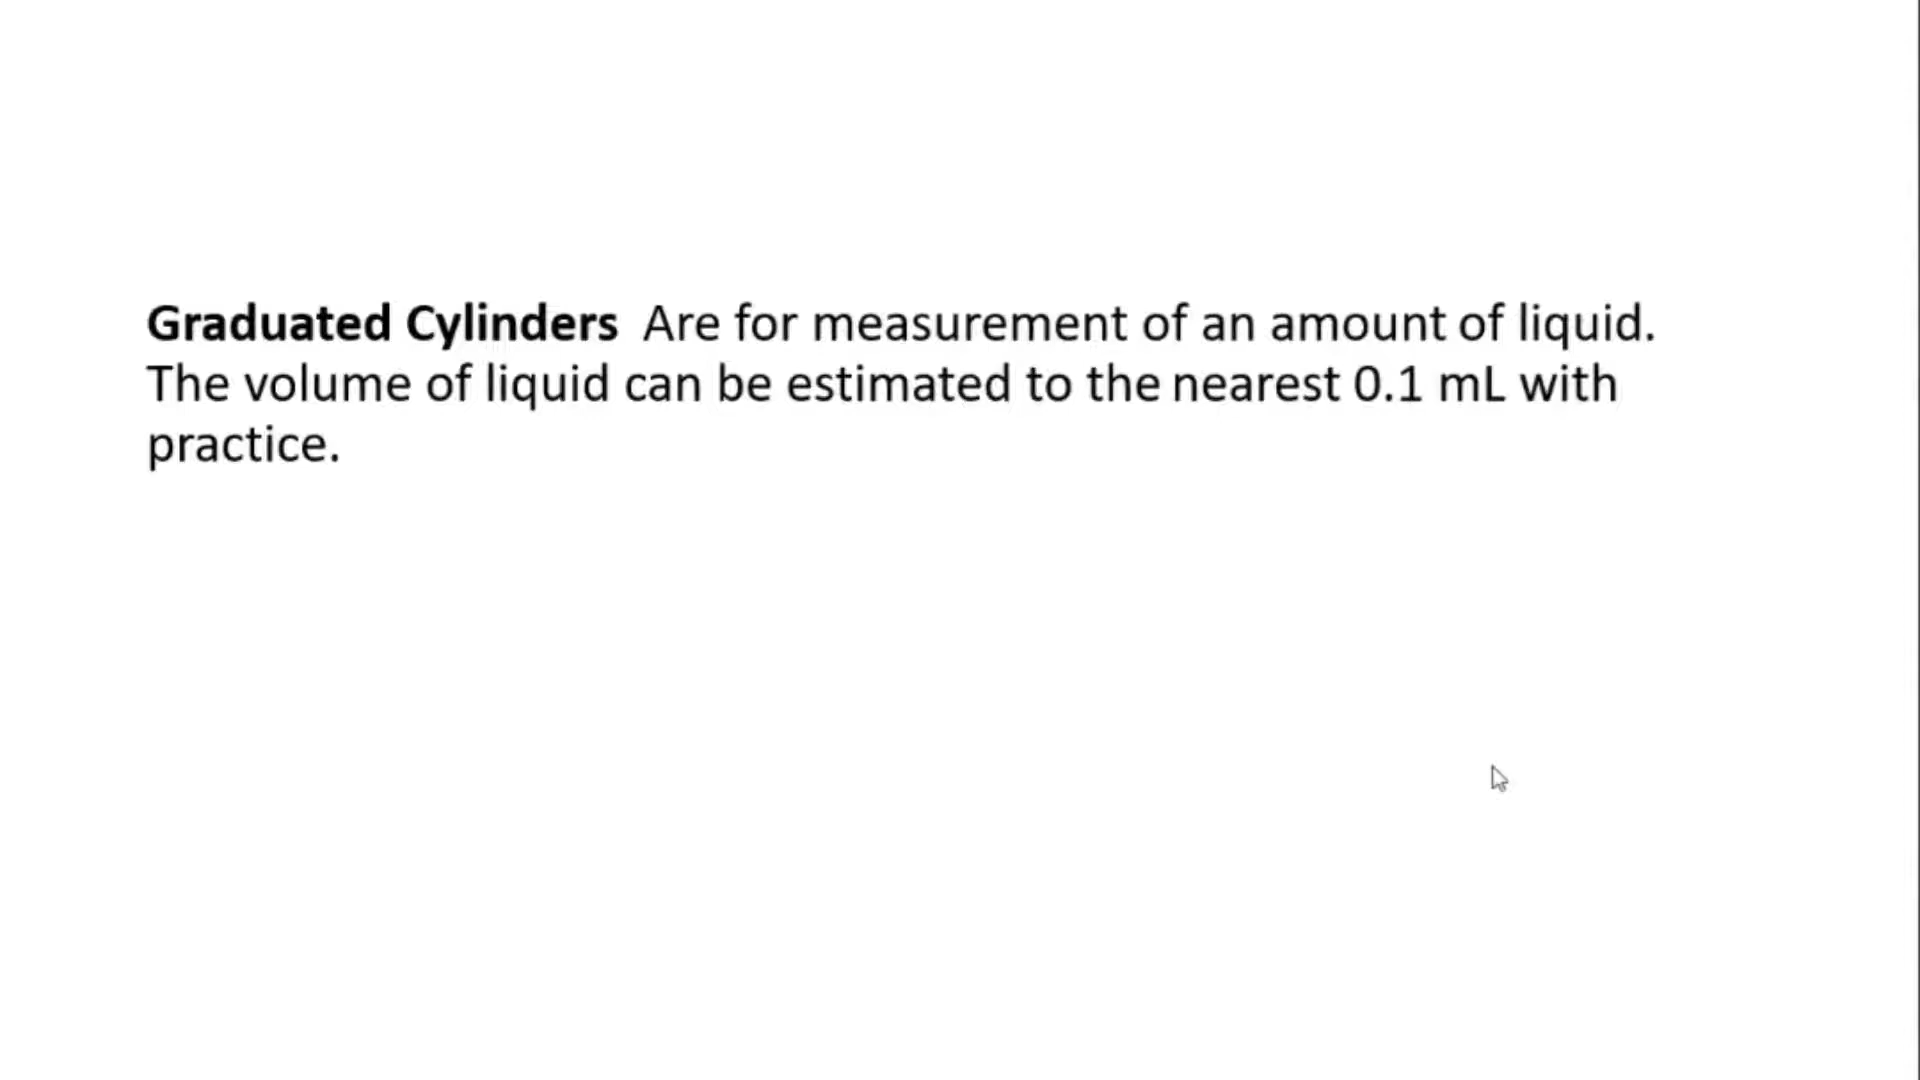 Graduated Cylinders  Are for measurement of an amount of liquid.
The volume of liquid can be estimated to the nearest 0.1 mL with
practice.